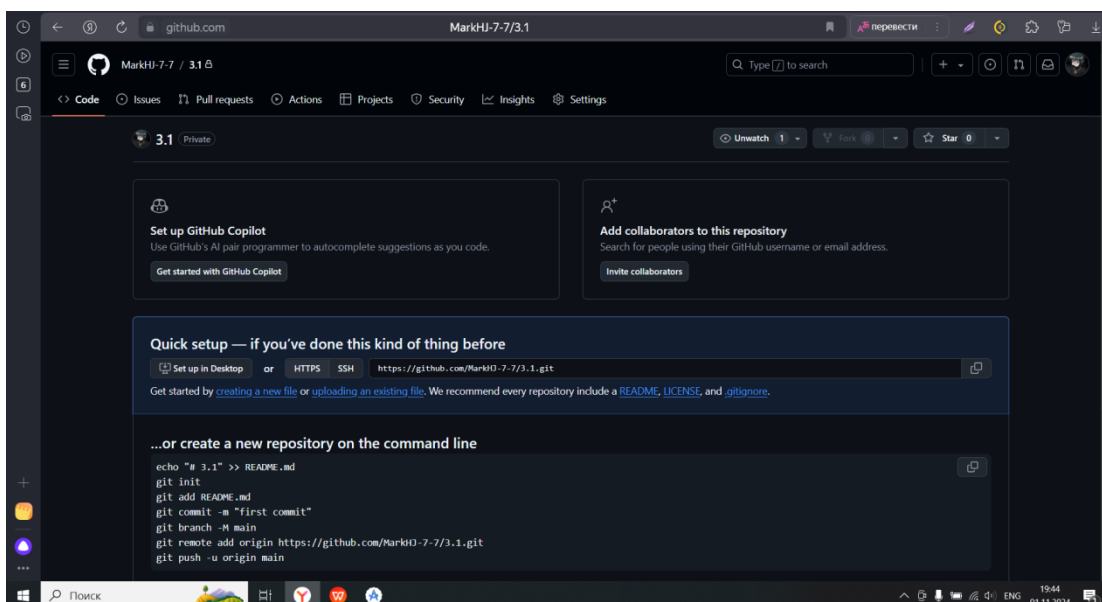 github.com
MarkHJ-7-7/3.1
перевести
MarkHJ-7-7 / 3.1
Type / to search
6
<> Code
Issues
Pull requests
Actions
Projects
Security
Insights
Settings
3.1 Private
Unwatch 1
Fork 0
Star 0
Set up GitHub Copilot
Use GitHub's AI pair programmer to autocomplete suggestions as you code.
Get started with GitHub Copilot
Add collaborators to this repository
Search for people using their GitHub username or email address.
Invite collaborators
Quick setup — if you've done this kind of thing before
Set up in Desktop or HTTPS SSH https://github.com/MarkHJ-7-7/3.1.git
Get started by creating a new file or uploading an existing file. We recommend every repository include a README, LICENSE, and .gitignore.
...or create a new repository on the command line
echo "# 3.1" >> README.md
git init
git add README.md
git commit -m "first commit"
git branch -M main
git remote add origin https://github.com/MarkHJ-7-7/3.1.git
git push -u origin main
Поиск
ENG
19:44
01.11.2024